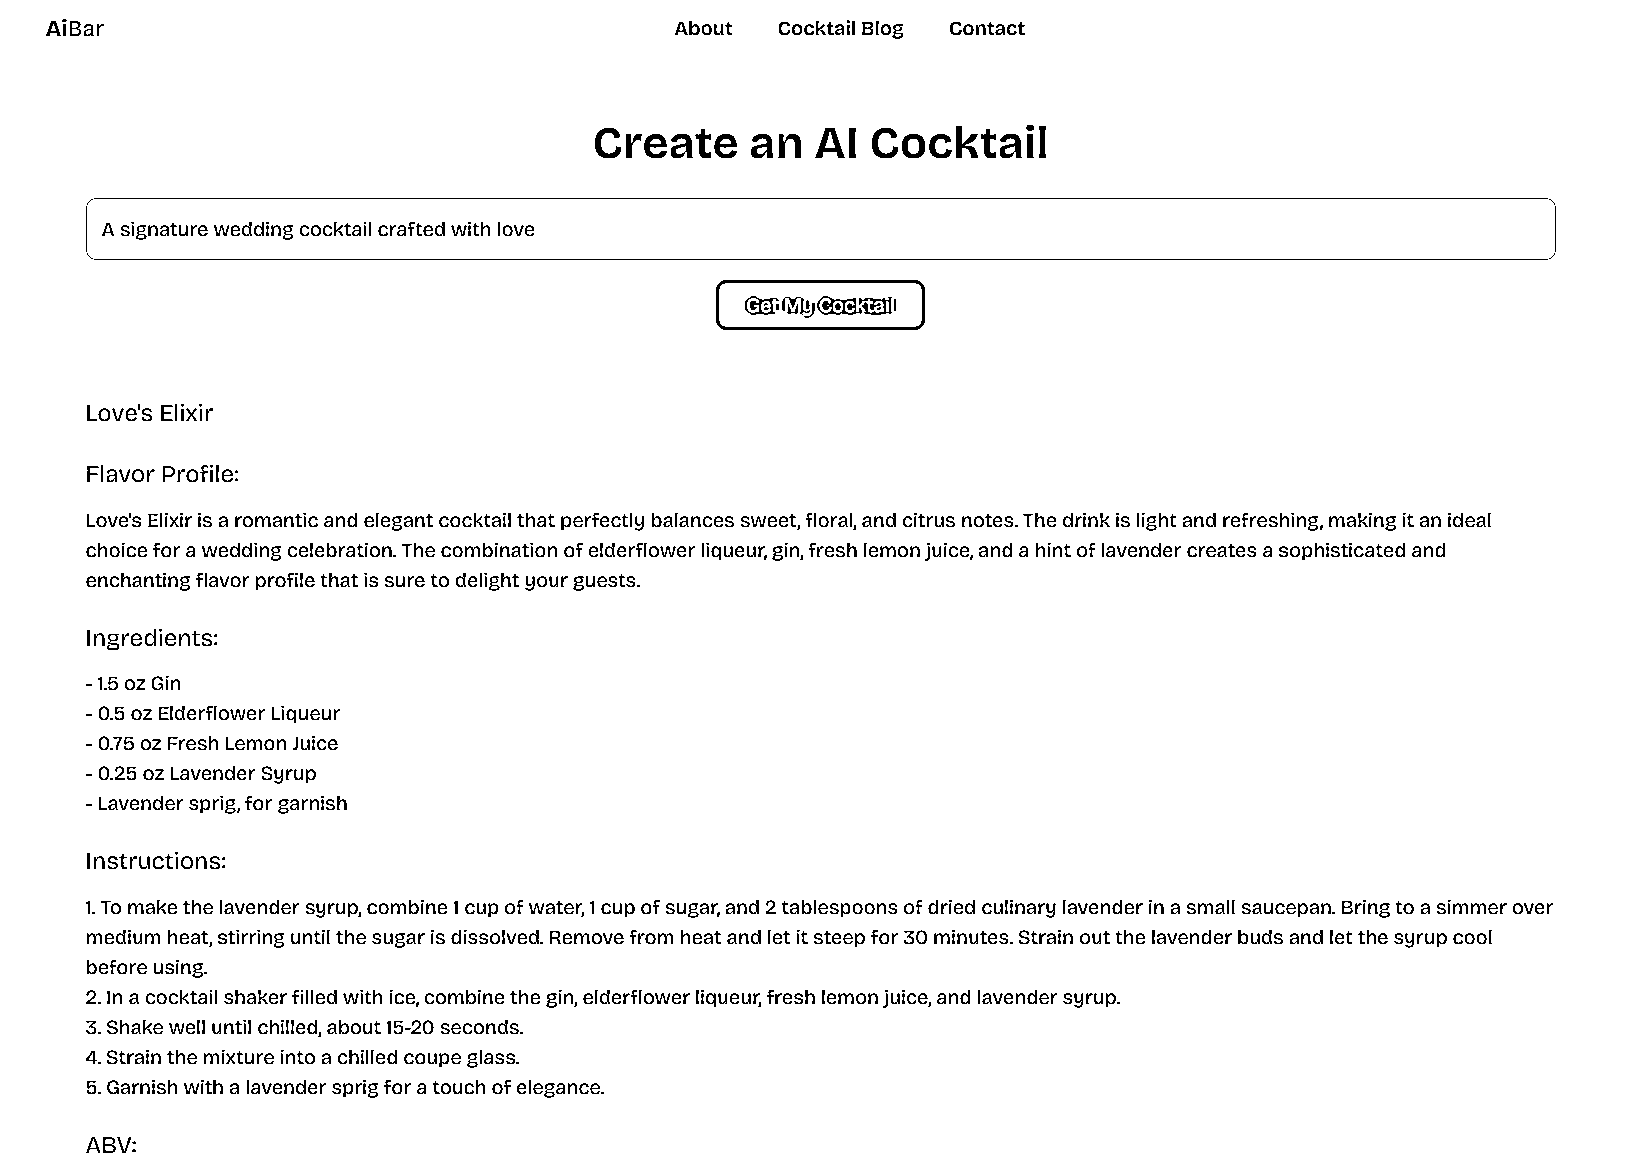 AiBar
About
Cocktail Blog
Contact
Create an AI Cocktail
A signature wedding cocktail crafted with love
Get My Cocktail
Love's Elixir
Flavor Profile:
Love's Elixir is a romantic and elegant cocktail that perfectly balances sweet, floral, and citrus notes. The drink is light and refreshing, making it an ideal
choice for a wedding celebration. The combination of elderflower liqueur, gin, fresh lemon juice, and a hint of lavender creates a sophisticated and
enchanting flavor profile that is sure to delight your guests.
Ingredients:
- 1.5 oz Gin
- 0.5 oz Elderflower Liqueur
- 0.75 oz Fresh Lemon Juice
- 0.25 oz Lavender Syrup
- Lavender sprig, for garnish
Instructions:
1. To make the lavender syrup, combine 1 cup of water, 1 cup of sugar, and 2 tablespoons of dried culinary lavender in a small saucepan. Bring to a simmer over
medium heat, stirring until the sugar is dissolved. Remove from heat and let it steep for 30 minutes. Strain out the lavender buds and let the syrup cool
before using.
2. In a cocktail shaker filled with ice, combine the gin, elderflower liqueur, fresh lemon juice, and lavender syrup.
3. Shake well until chilled, about 15-20 seconds.
4. Strain the mixture into a chilled coupe glass.
5. Garnish with a lavender sprig for a touch of elegance.
ABV: